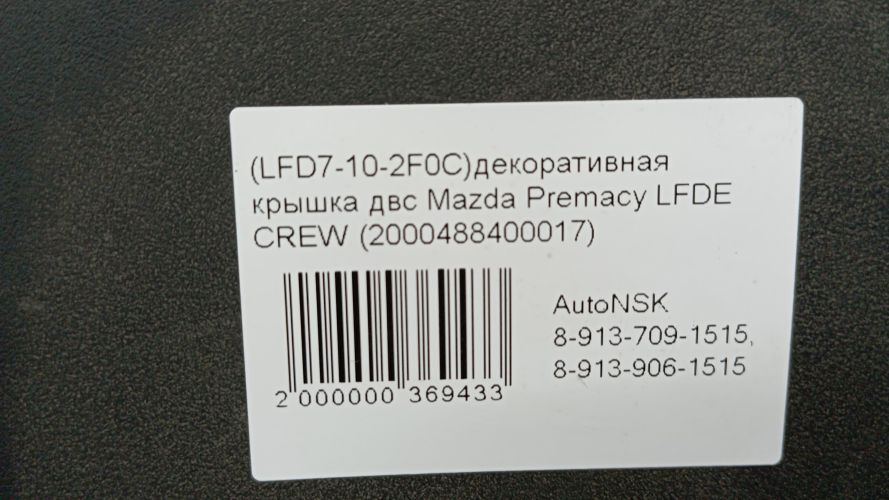 (LFD7-10-2F0C)декоративная
крышка двс Mazda Premacy LFDE
CREW (2000488400017)
AutoNSK
8-913-709-1515,
8-913-906-1515
2 000000 369433